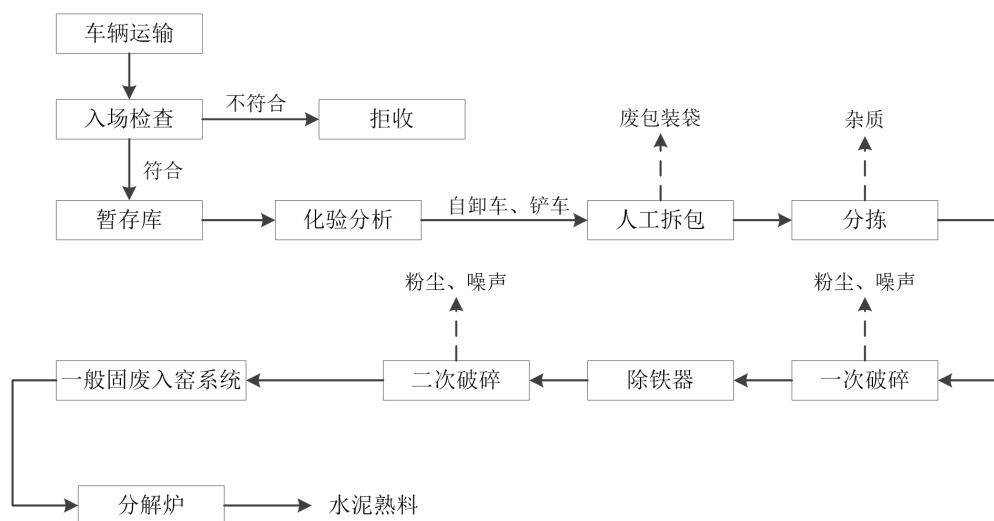 车辆运输
入场检查
不符合
拒收
符合
废包装袋
杂质
暂存库
化验分析
自卸车、铲车
人工拆包
分拣
粉尘、噪声
粉尘、噪声
一般固废入窑系统
二次破碎
除铁器
一次破碎
分解炉
水泥熟料